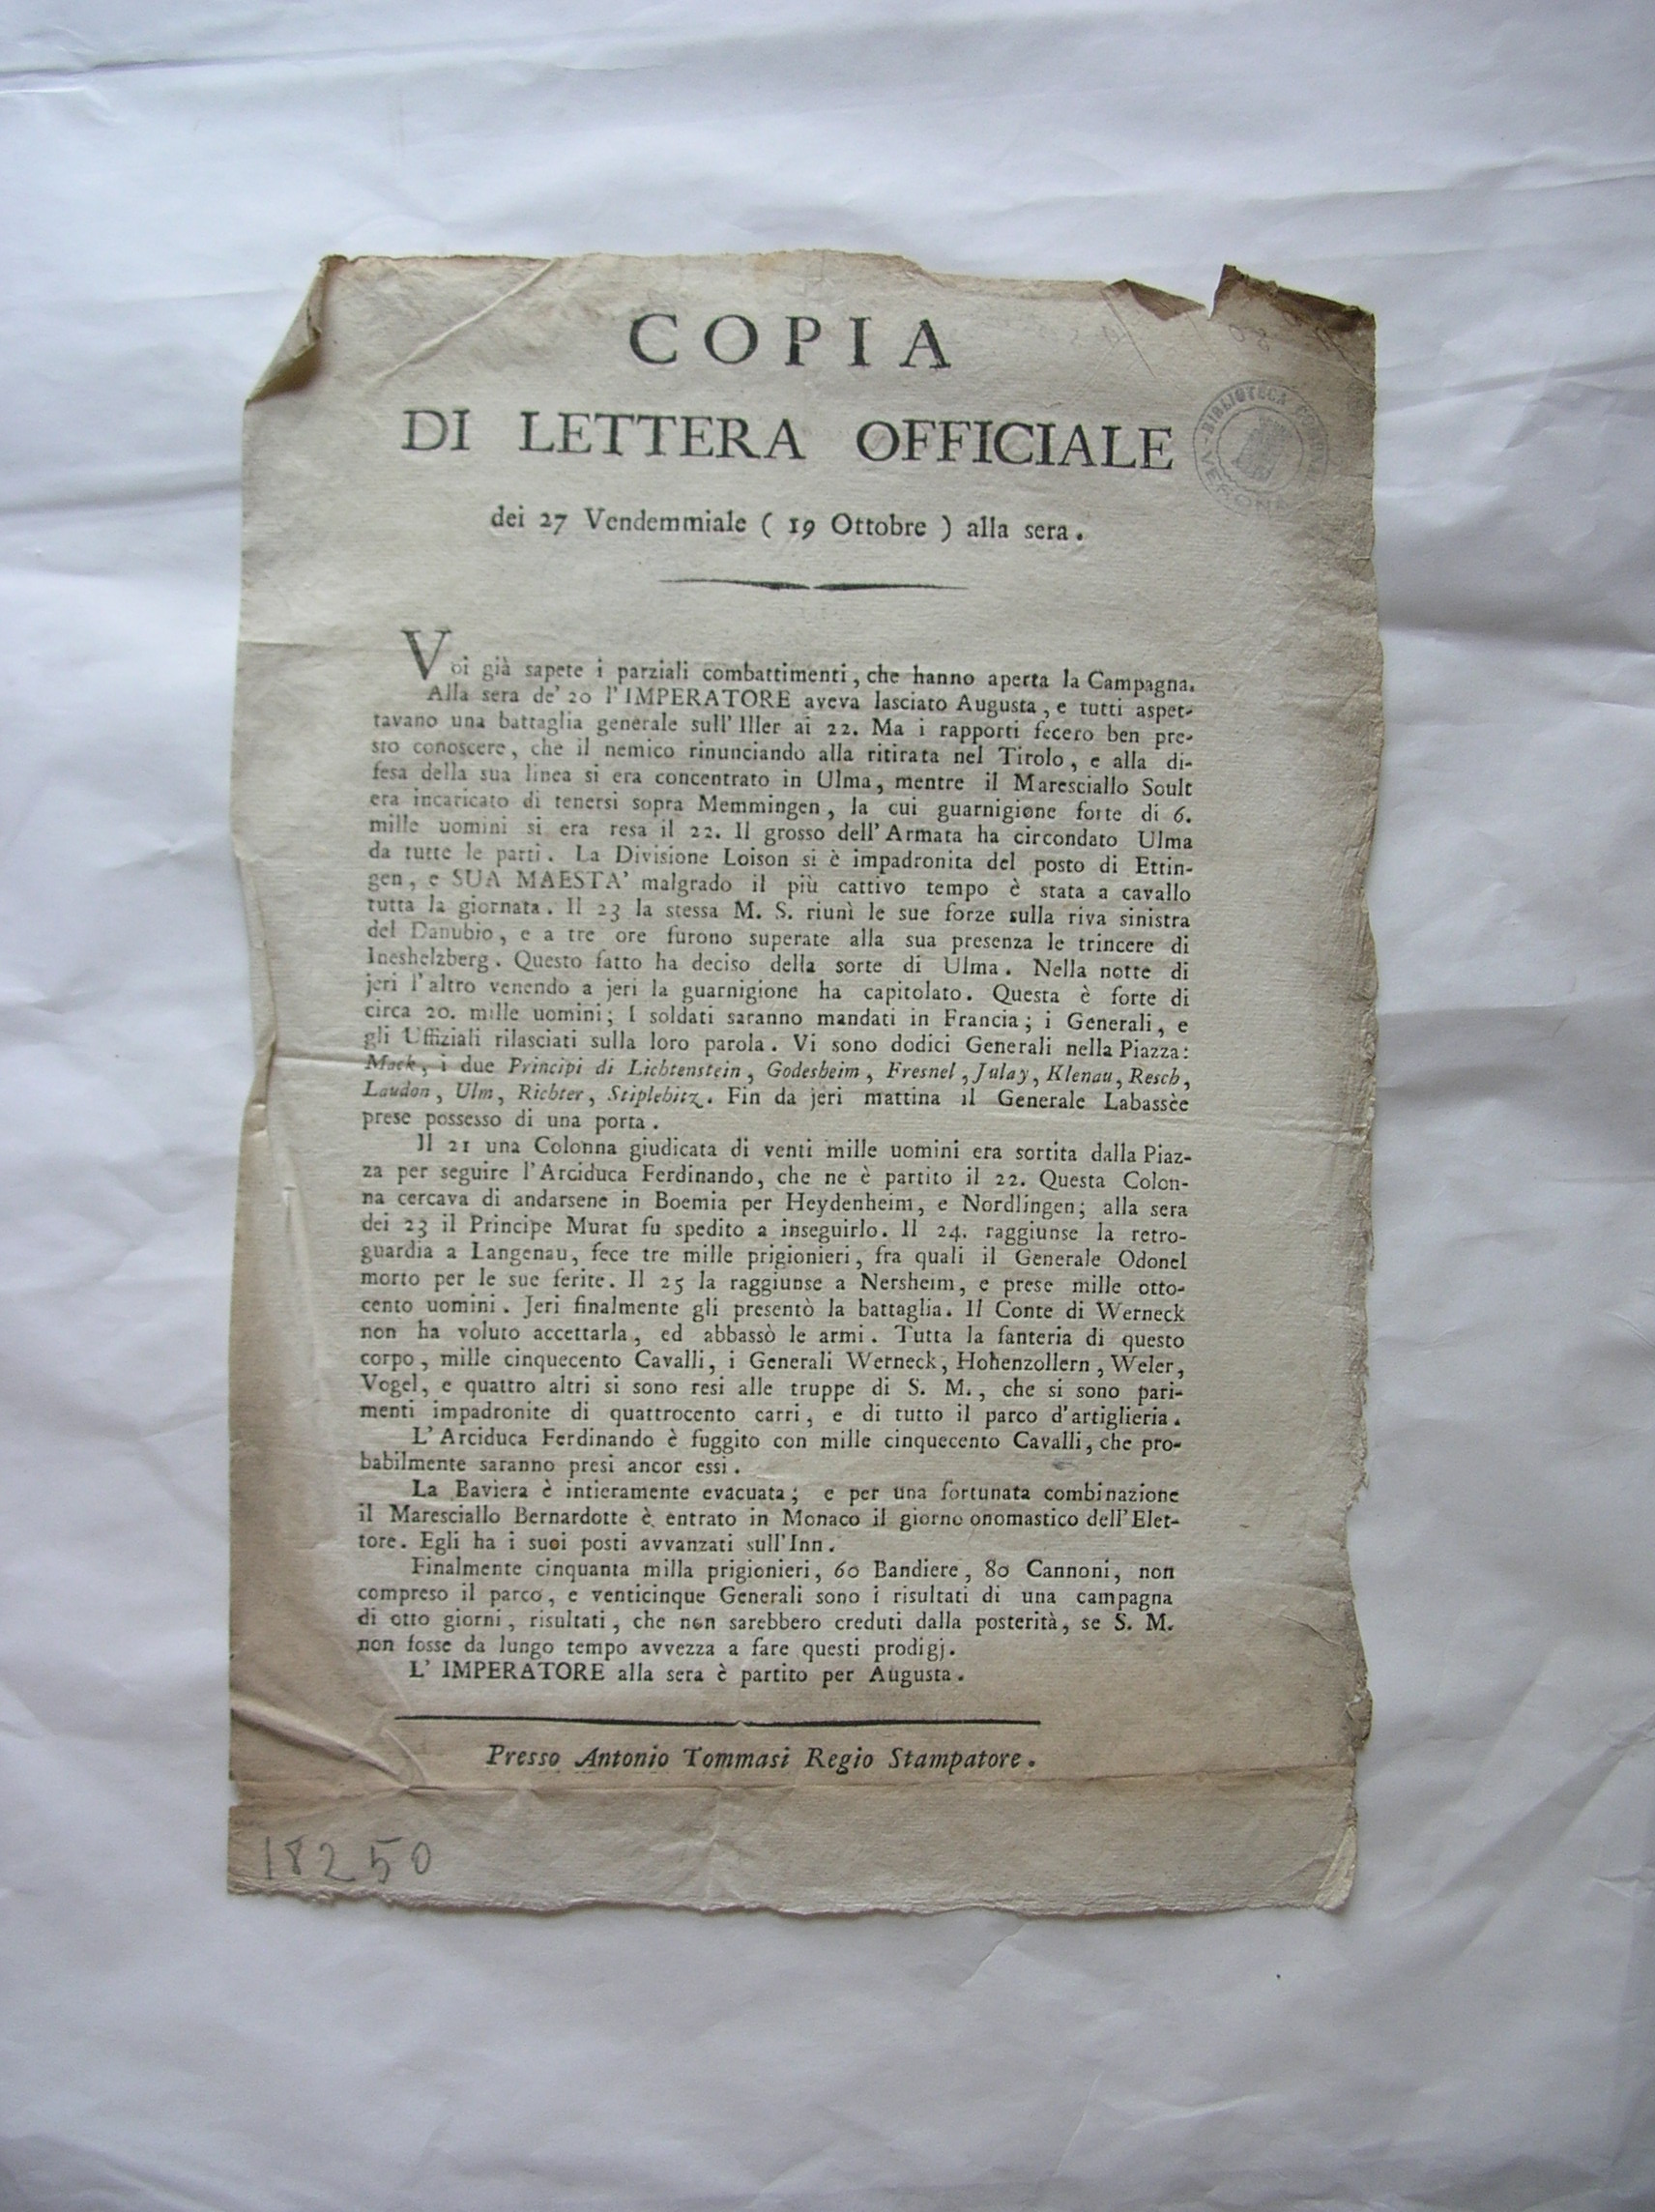 COPIA
DI LETTERA OFFICIALE
BIBLIOTECA COMUNALE
VERONA
dei 27 Vendemmiale ( 19 Ottobre ) alla sera .
Voi già sapete i parziali combattimenti , che hanno aperta la Campagna.
Alla sera de' 20 l' IMPERATORE aveva lasciato Augusta , e tutti aspet-
tavano una battaglia generale sull' Iller ai 22. Ma i rapporti fecero ben pre-
sto conoscere , che il nemico rinunciando alla ritirata nel Tirolo , e alla di-
fesa della sua linea si era concentrato in Ulma , mentre il Maresciallo Soult
era incaricato di tenersi sopra Memmingen , la cui guarnigione forte di 6.
mille uomini si era resa il 22. Il grosso dell' Armata ha circondato Ulma
da tutte le parti . La Divisione Loison si è impadronita del posto di Ettin-
gen , e SUA MAESTA' malgrado il più cattivo tempo è stata a cavallo
tutta la giornata . Il 23 la stessa M. S. riunì le sue forze sulla riva sinistra
del Danubio , e a tre ore furono superate alla sua presenza le trincere di
Ineshelzberg . Questo fatto ha deciso della sorte di Ulma . Nella notte di
jeri l' altro venendo a jeri la guarnigione ha capitolato . Questa è forte di
circa 20. mille uomini ; I soldati saranno mandati in Francia ; i Generali , e
gli Uffiziali rilasciati sulla loro parola . Vi sono dodici Generali nella Piazza :
Mack , i due Principi di Lichtenstein , Godesheim , Fresnel , Julay , Klenau , Resch ,
Laudon , Ulm , Richter , Stiplehitz . Fin da jeri mattina il Generale Labassèe
prese possesso di una porta .
Il 21 una Colonna giudicata di venti mille uomini era sortita dalla Piaz-
za per seguire l' Arciduca Ferdinando , che ne è partito il 22. Questa Colon-
na cercava di andarsene in Boemia per Heydenheim , e Nordlingen ; alla sera
dei 23 il Principe Murat fu spedito a inseguirlo . Il 24. raggiunse la retro-
guardia a Langenau , fece tre mille prigionieri , fra quali il Generale Odonel
morto per le sue ferite . Il 25 la raggiunse a Nersheim , e prese mille otto-
cento uomini . Jeri finalmente gli presentò la battaglia . Il Conte di Werneck
non ha voluto accettarla , ed abbassò le armi . Tutta la fanteria di questo
corpo , mille cinquecento Cavalli , i Generali Werneck , Hohenzollern , Weler ,
Vogel , e quattro altri si sono resi alle truppe di S. M. , che si sono pari-
menti impadronite di quattrocento carri , e di tutto il parco d' artiglieria .
L' Arciduca Ferdinando è fuggito con mille cinquecento Cavalli , che pro-
babilmente saranno presi ancor essi .
La Baviera è intieramente evacuata ; e per una fortunata combinazione
il Maresciallo Bernardotte è entrato in Monaco il giorno onomastico dell' Elet-
tore . Egli ha i suoi posti avvanzati sull' Inn .
Finalmente cinquanta milla prigionieri , 60 Bandiere , 80 Cannoni , non
compreso il parco , e venticinque Generali sono i risultati di una campagna
di otto giorni , risultati , che non sarebbero creduti dalla posterità , se S. M.
non fosse da lungo tempo avvezza a fare questi prodigj .
L' IMPERATORE alla sera è partito per Augusta .
Presso Antonio Tommasi Regio Stampatore .
18250